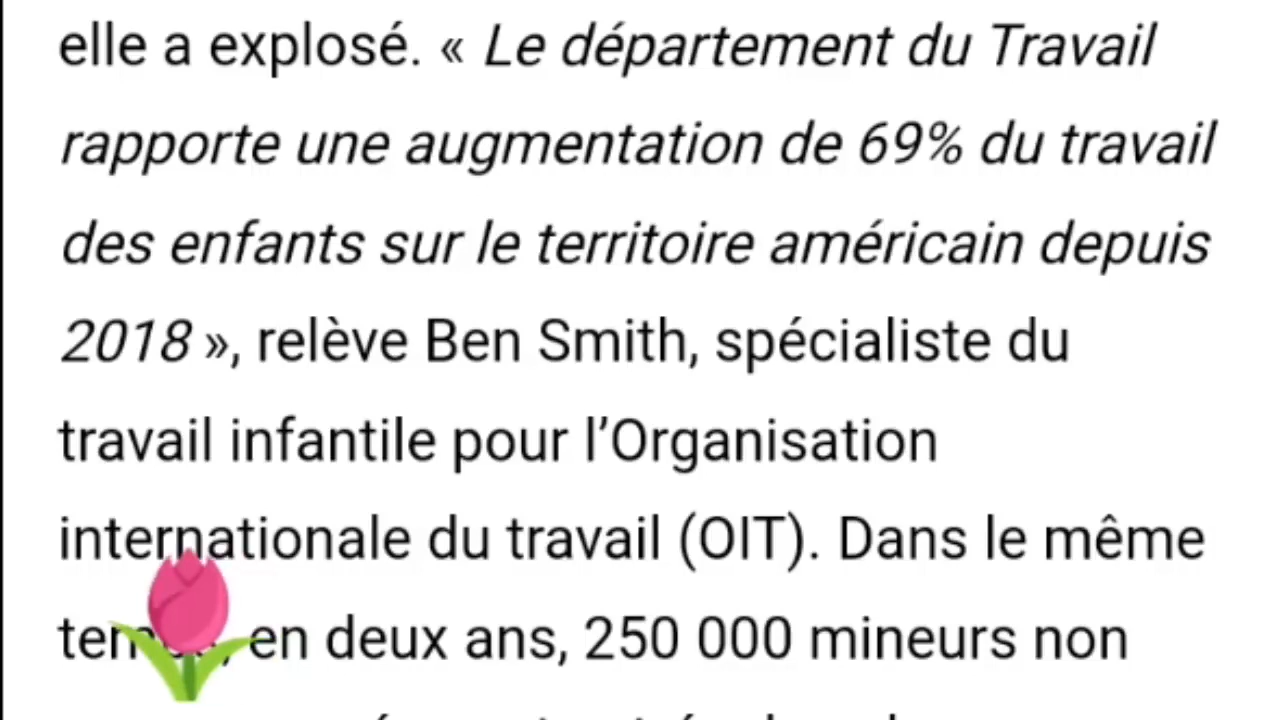 elle a explosé. « Le département du Travail
rapporte une augmentation de 69% du travail
des enfants sur le territoire américain depuis
2018 », relève Ben Smith, spécialiste du
travail infantile pour l’Organisation
internationale du travail (OIT). Dans le même
en deux ans, 250 000 mineurs non